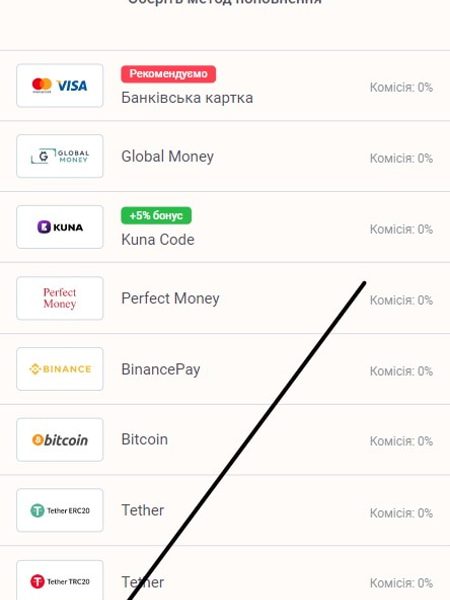 Оберіть метод поповнення
VISA
Рекомендуємо
Банківська картка
Комісія: 0%
GLOBAL
MONEY
Global Money
Комісія: 0%
KUNA
+5% бонус
Kuna Code
Комісія: 0%
Perfect
Money
Perfect Money
Комісія: 0%
BINANCE
BinancePay
Комісія: 0%
bitcoin
Bitcoin
Комісія: 0%
Tether ERC20
Tether
Комісія: 0%
Tether TRC20
Tether
Комісія: 0%